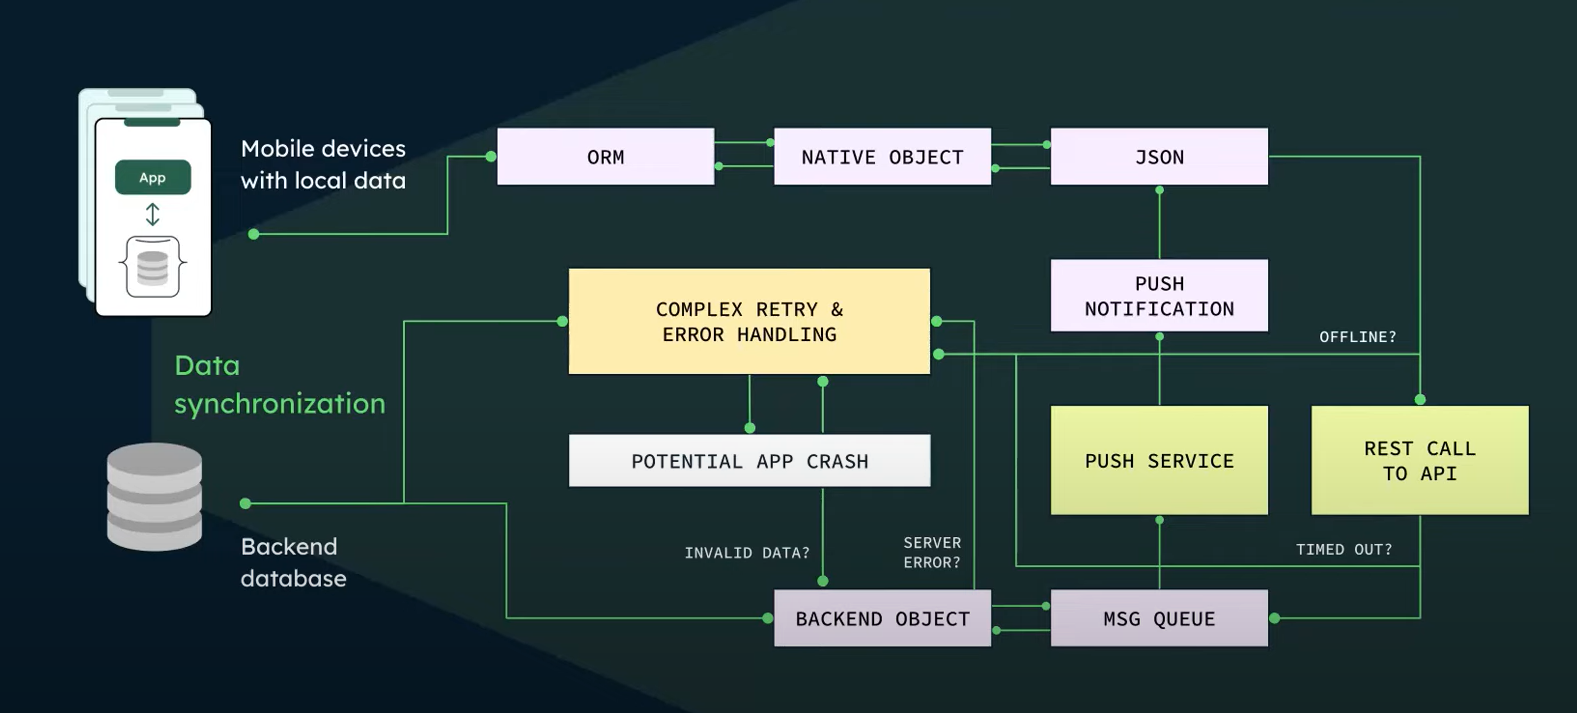 Mobile devices
with local data
App
ORM
NATIVE OBJECT
JSON
COMPLEX RETRY &
ERROR HANDLING
PUSH
NOTIFICATION
OFFLINE?
Data
synchronization
POTENTIAL APP CRASH
PUSH SERVICE
REST CALL
TO API
INVALID DATA?
SERVER
ERROR?
TIMED OUT?
Backend
database
BACKEND OBJECT
MSG QUEUE